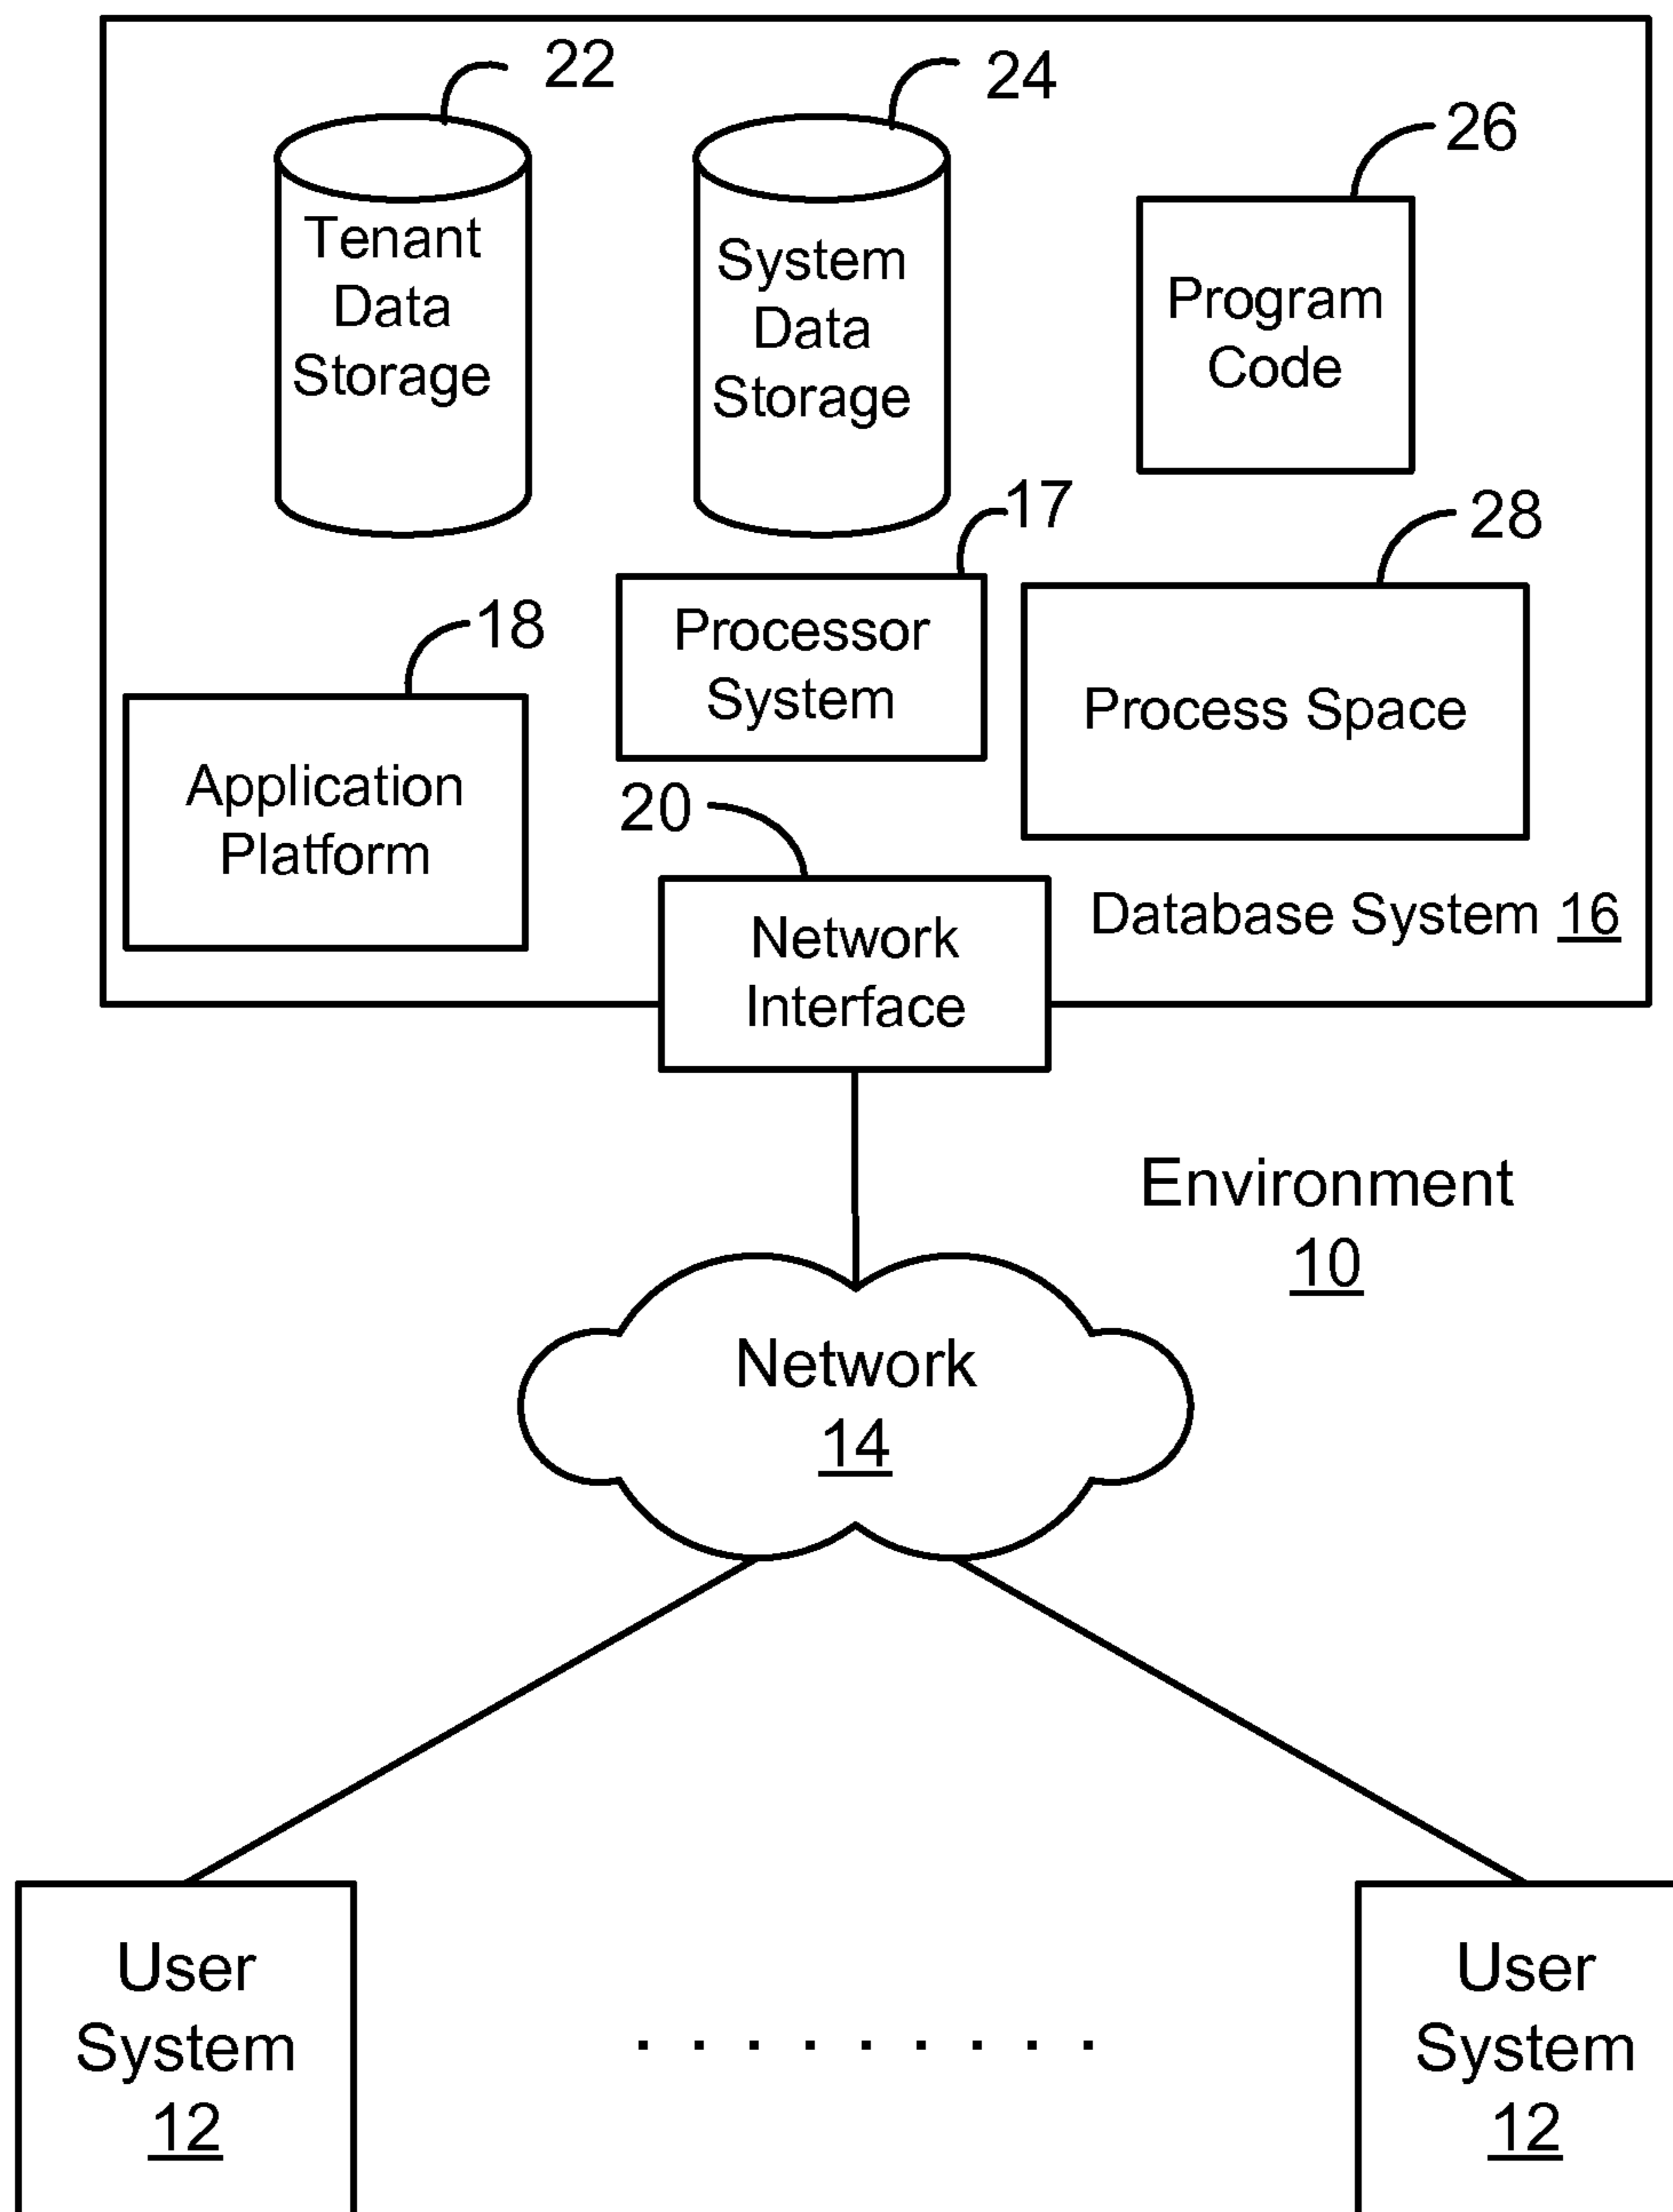 22
24
26
Tenant
Data
Storage
System
Data
Storage
Program
Code
17
28
18
Processor
System
Process Space
Application
Platform
20
Database System 16
Network
Interface
Environment
10
Network
14
User
System
12
. . . . . . . . .
User
System
12